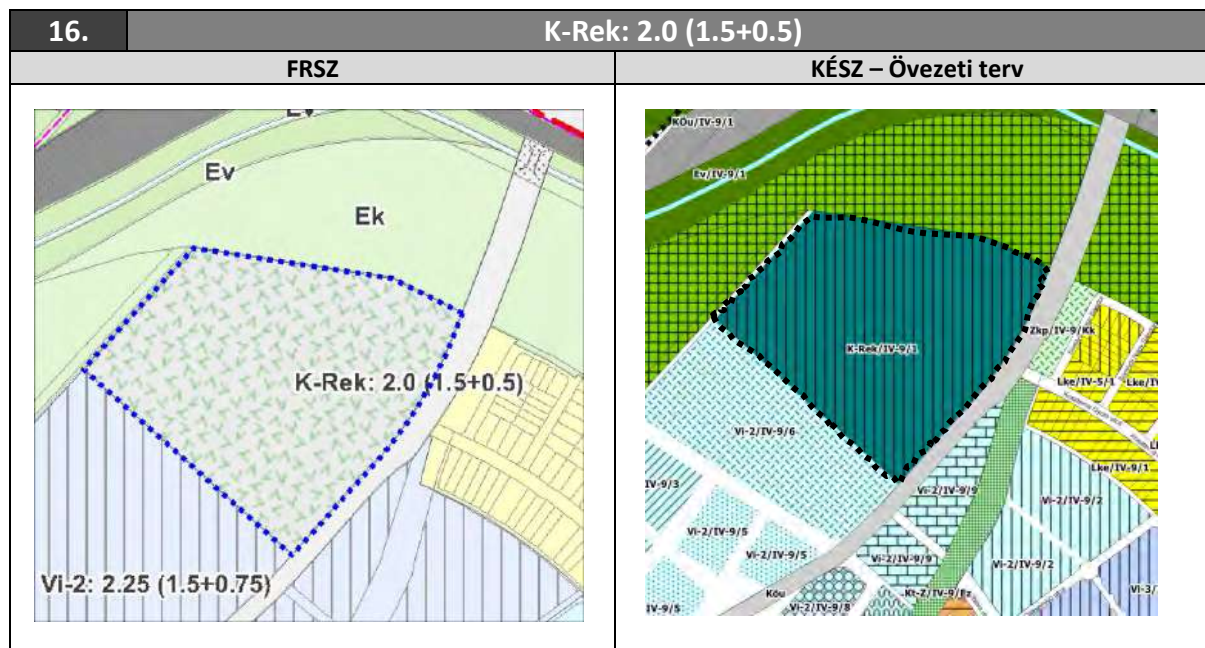 16.
K-Rek: 2.0 (1.5+0.5)
FRSZ
KÉSZ – Övezeti terv
Ev
Ek
K-Rek: 2.0 (1.5+0.5)
Vi-2: 2.25 (1.5+0.75)
KÖu/IV-9/1
Ev/IV-9/1
K-Rek/IV-9/1
Zkp/IV-9/Kk
Lke/IV-5/1
Vi-2/IV-9/6
Lke/IV-9/1
IV-9/3
Vi-2/IV-9/9
Vi-2/IV-9/2
Vi-2/IV-9/5
Vi-2/IV-9/5
Vi-2/IV-9/9
Vi-2/IV-9/2
IV-9/5
KÖu
Vi-2/IV-9/8
Kt-Z/IV-9/Fz
Vi-3/